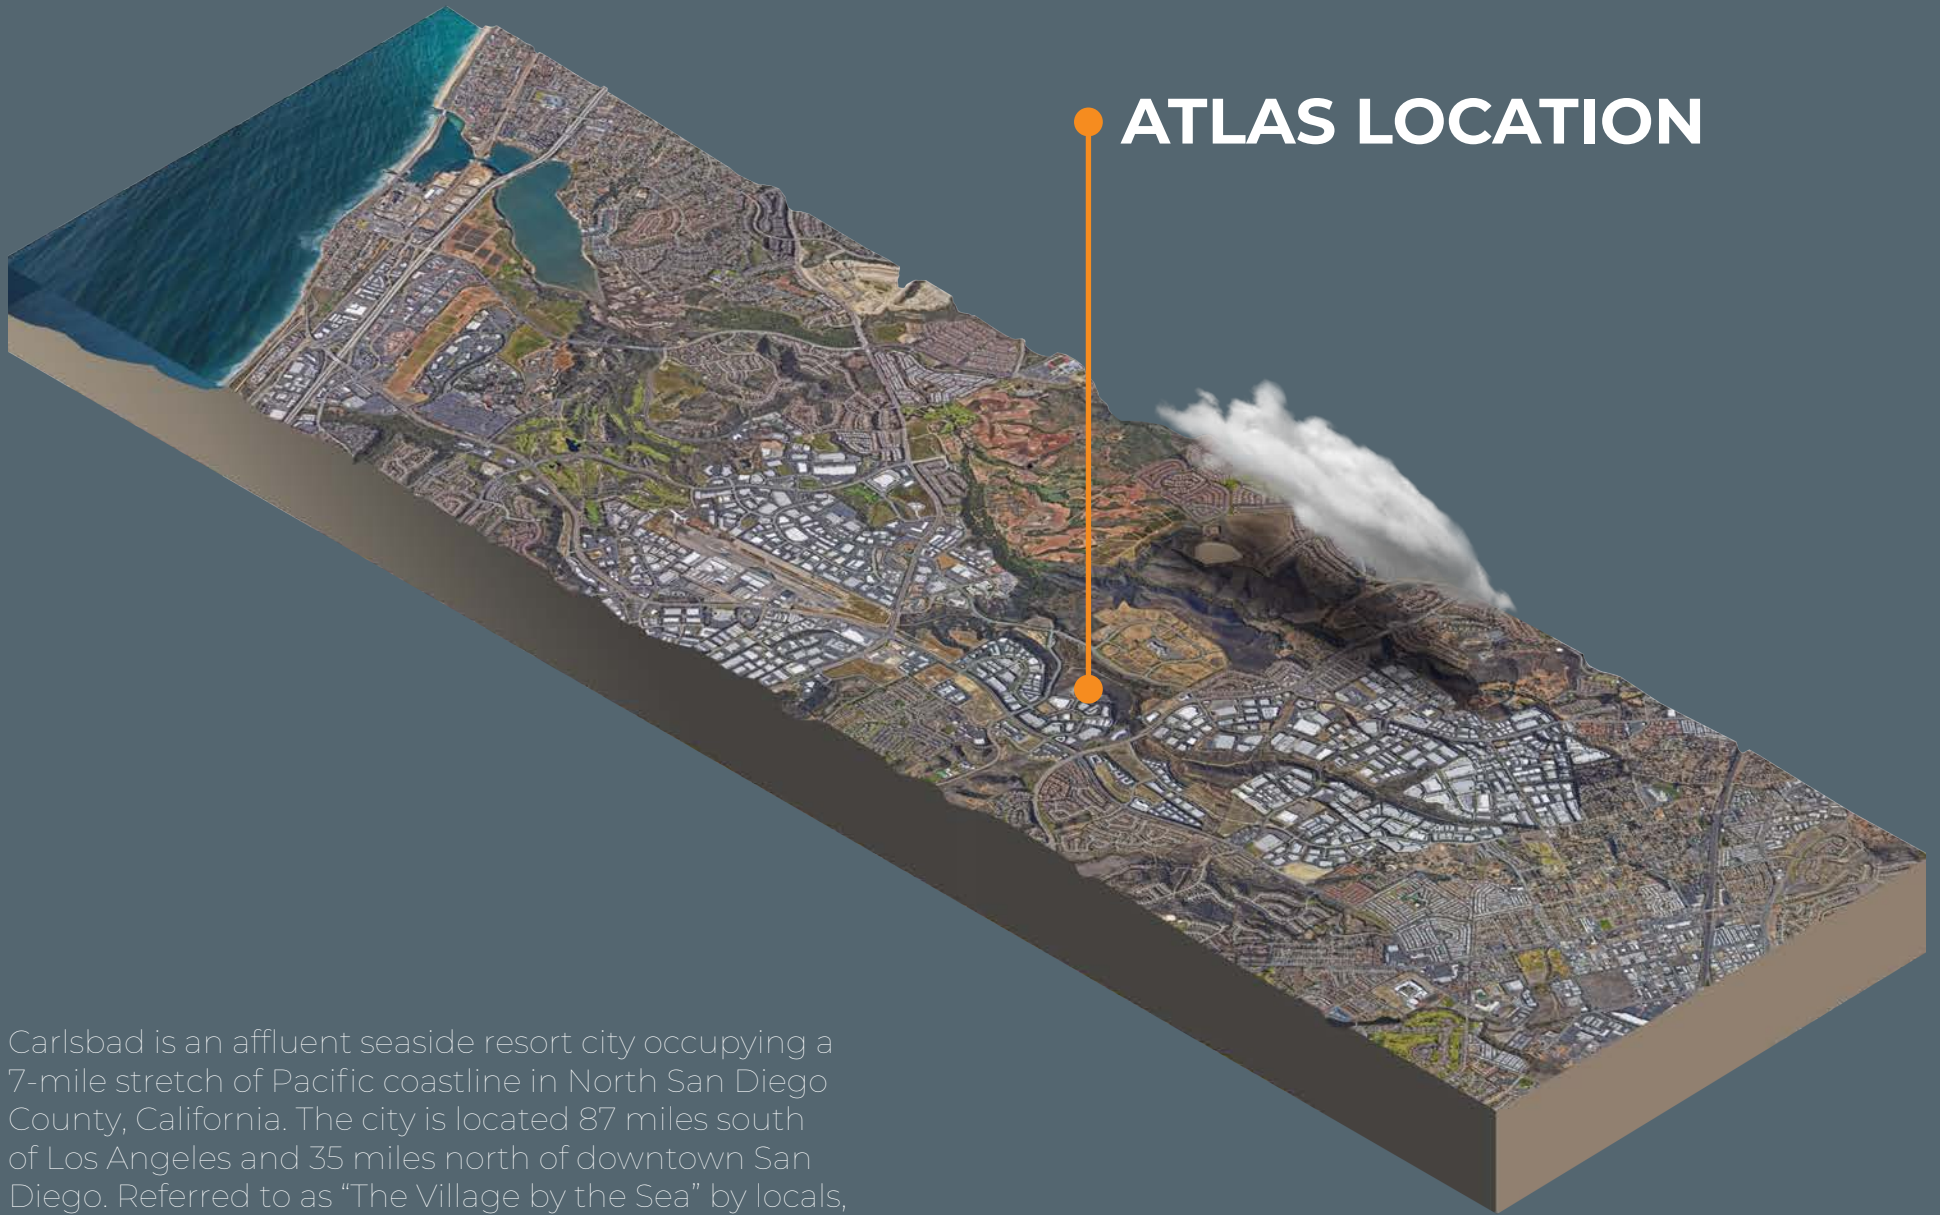 ATLAS LOCATION
Carlsbad is an affluent seaside resort city occupying a
7-mile stretch of Pacific coastline in North San Diego
County, California. The city is located 87 miles south
of Los Angeles and 35 miles north of downtown San
Diego. Referred to as “The Village by the Sea” by locals,